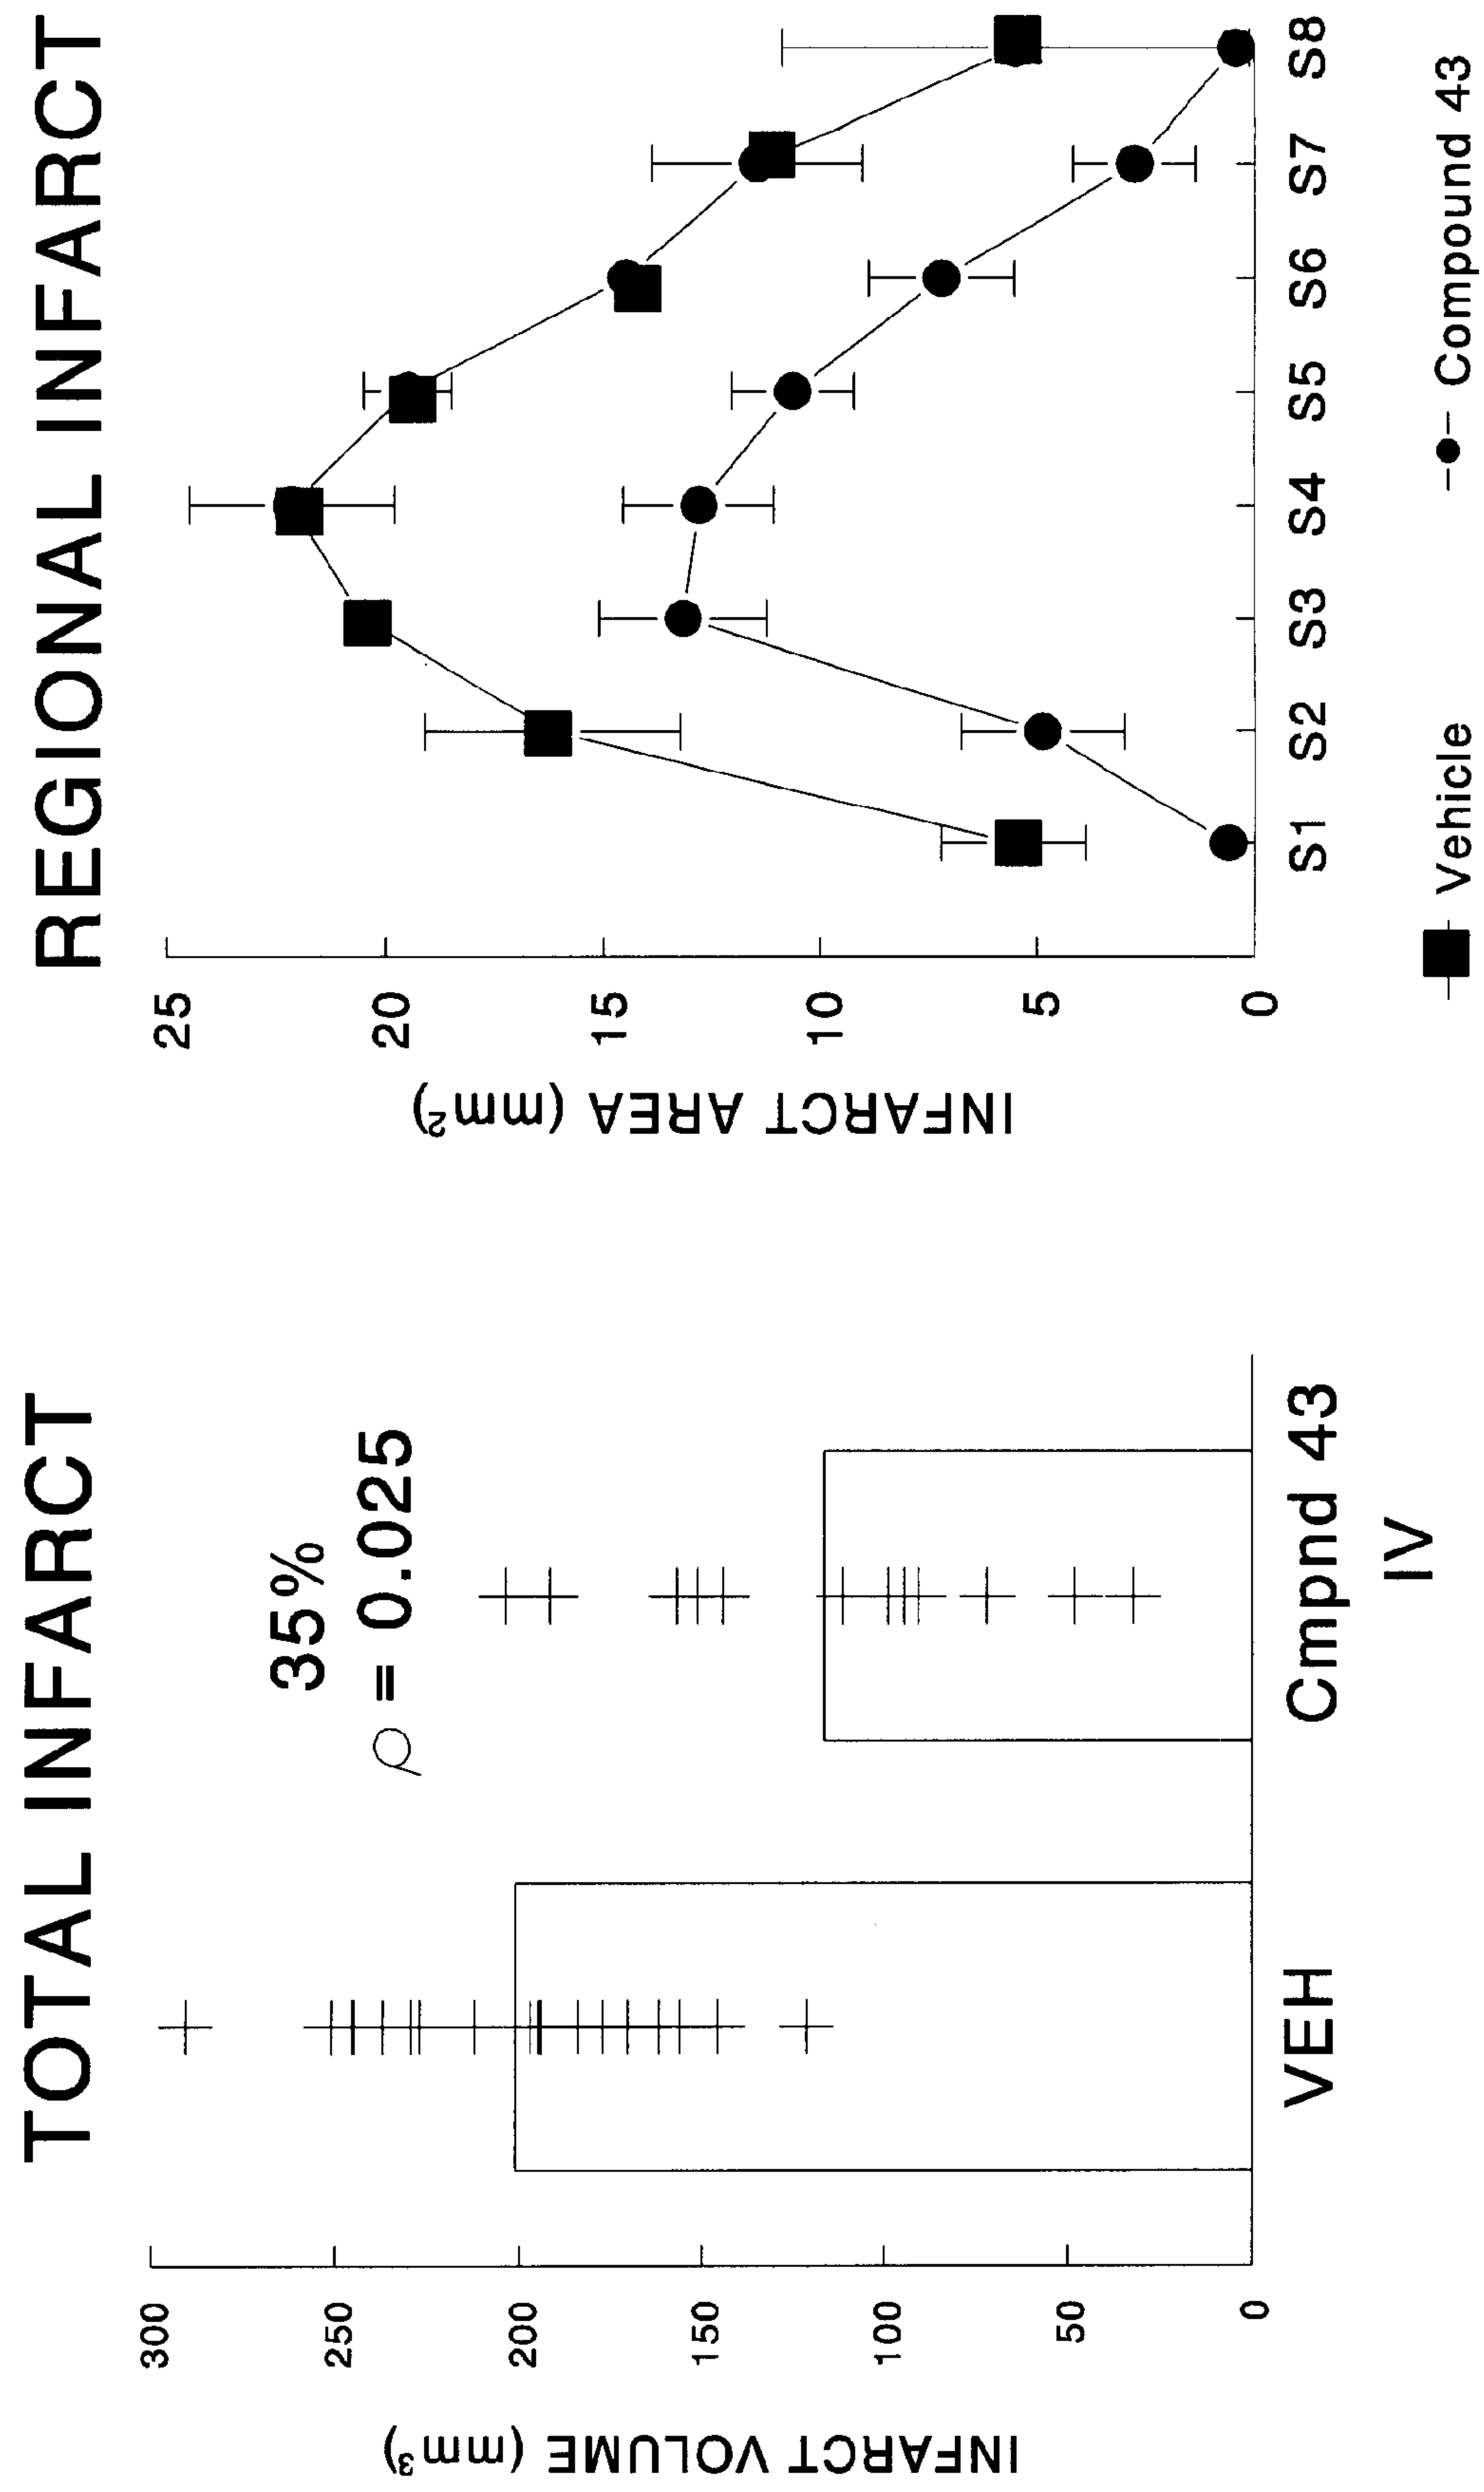 TOTAL INFARCT
35%
ρ = 0.025
INFARCT VOLUME (mm³)
300
250
200
150
100
50
0
VEH
Cmpnd 43
IV
REGIONAL INFARCT
INFARCT AREA (mm²)
25
20
15
10
5
0
S1 S2 S3 S4 S5 S6 S7 S8
Vehicle
Compound 43